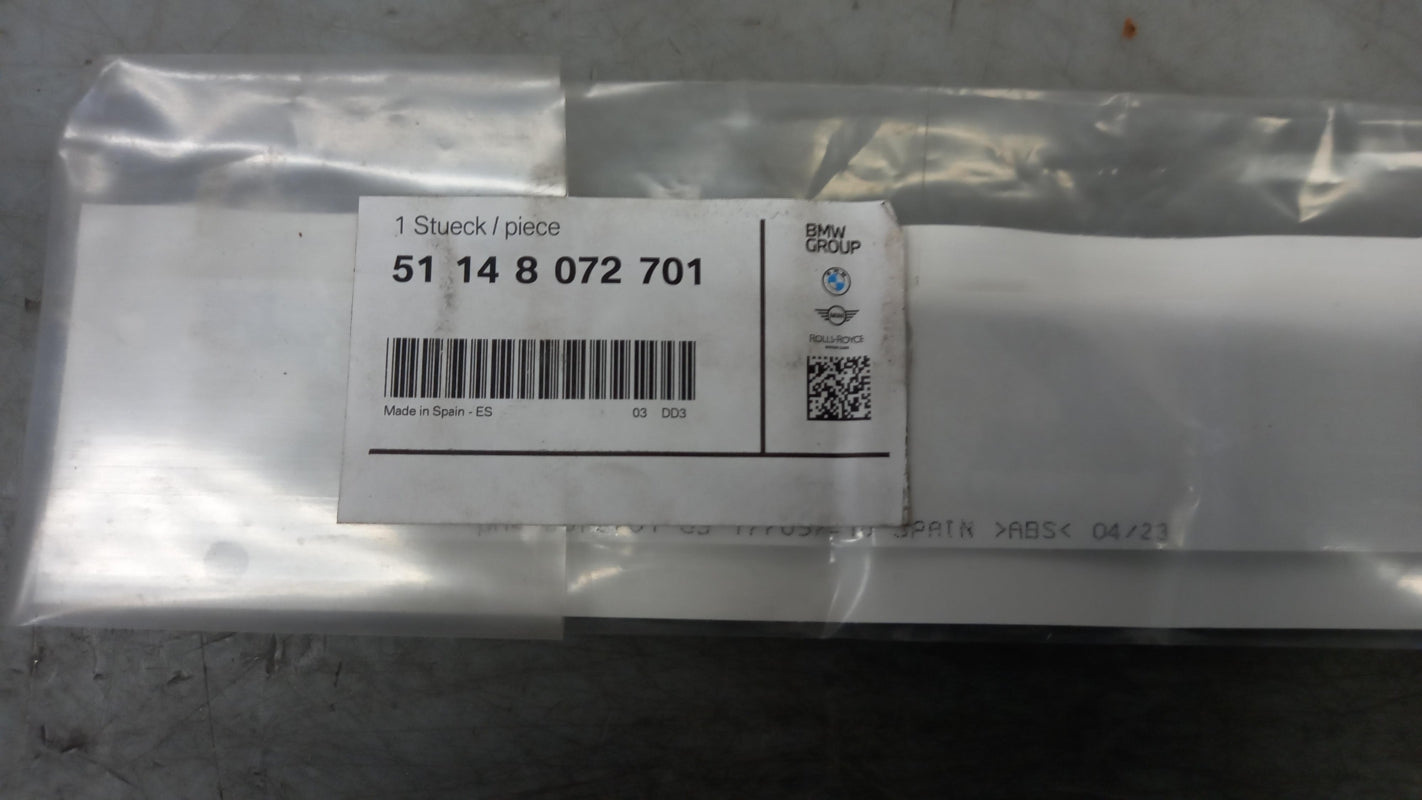 1 Stueck / piece
51 14 8 072 701
Made in Spain - ES
03 DD3
BMW
GROUP
ROLLS-ROYCE
SPAIN >ABS< 04/23